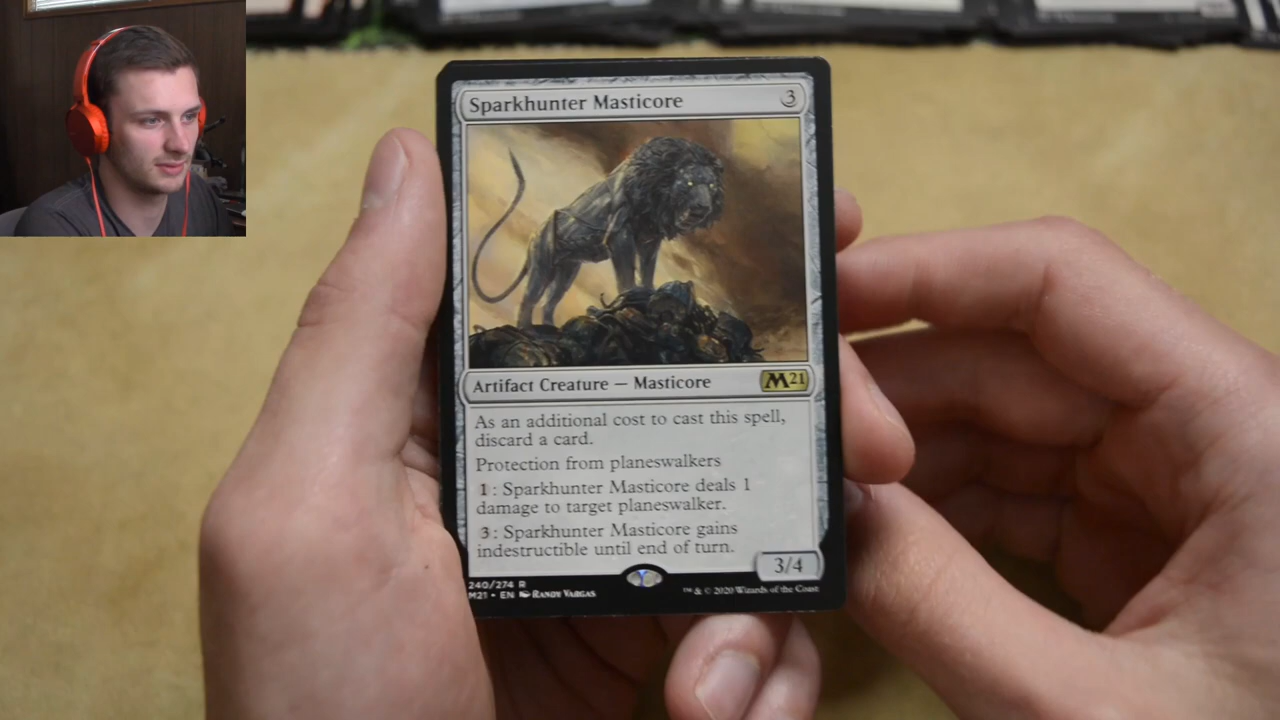 Sparkhunter Masticore 3
Artifact Creature — Masticore M21
As an additional cost to cast this spell,
discard a card.
Protection from planeswalkers
1: Sparkhunter Masticore deals 1
damage to target planeswalker.
3: Sparkhunter Masticore gains
indestructible until end of turn.
3/4
240/274 R
M21 • EN Randy Vargas ™ & © 2020 Wizards of the Coast